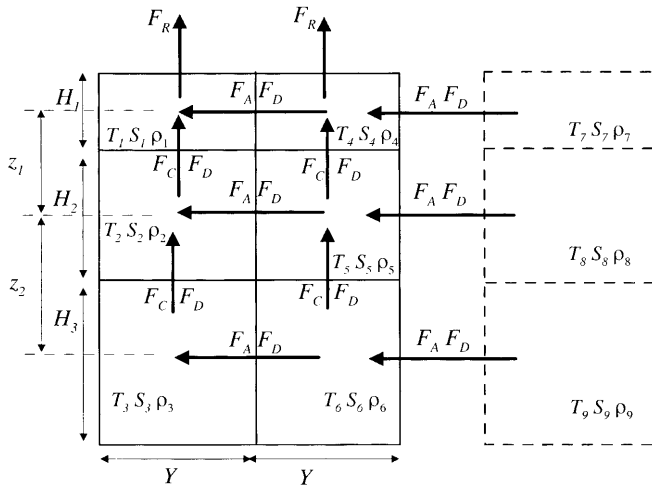 F_R F_R
H_1 F_A F_D F_A F_D
T_1 S_1 ρ_1 T_4 S_4 ρ_4 T_7 S_7 ρ_7
z_1 F_C F_D F_C F_D
H_2 F_A F_D F_A F_D
T_2 S_2 ρ_2 T_5 S_5 ρ_5 T_8 S_8 ρ_8
z_2 F_C F_D F_C F_D
H_3 F_A F_D F_A F_D
T_3 S_3 ρ_3 T_6 S_6 ρ_6 T_9 S_9 ρ_9
Y Y